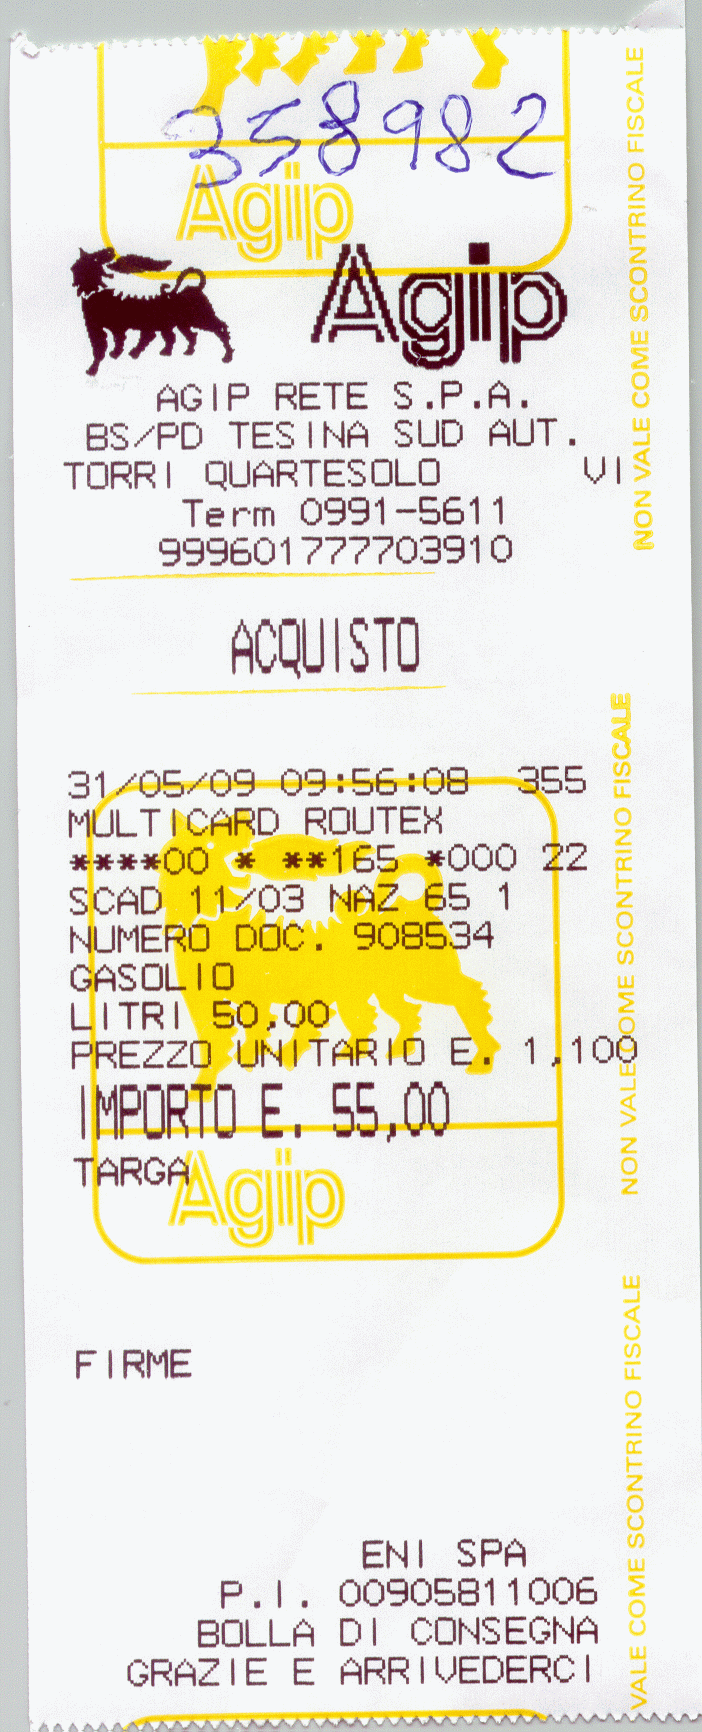 358982
Agip
Agip
AGIP RETE S.P.A.
BS/PD TESINA SUD AUT.
TORRI QUARTESOLO VI
Term 0991-5611
999601777703910
ACQUISTO
31/05/09 09:56:08 355
MULTICARD ROUTEX
****00 * **165 *000 22
SCAD 11/03 NAZ 65 1
NUMERO DOC. 908534
GASOLIO
LITRI 50,00
PREZZO UNITARIO E. 1,100
IMPORTO E. 55,00
TARGA
Agip
FIRME
ENI SPA
P.I. 00905811006
BOLLA DI CONSEGNA
GRAZIE E ARRIVEDERCI
NON VALE COME SCONTRINO FISCALE
NON VALE COME SCONTRINO FISCALE
VALE COME SCONTRINO FISCALE